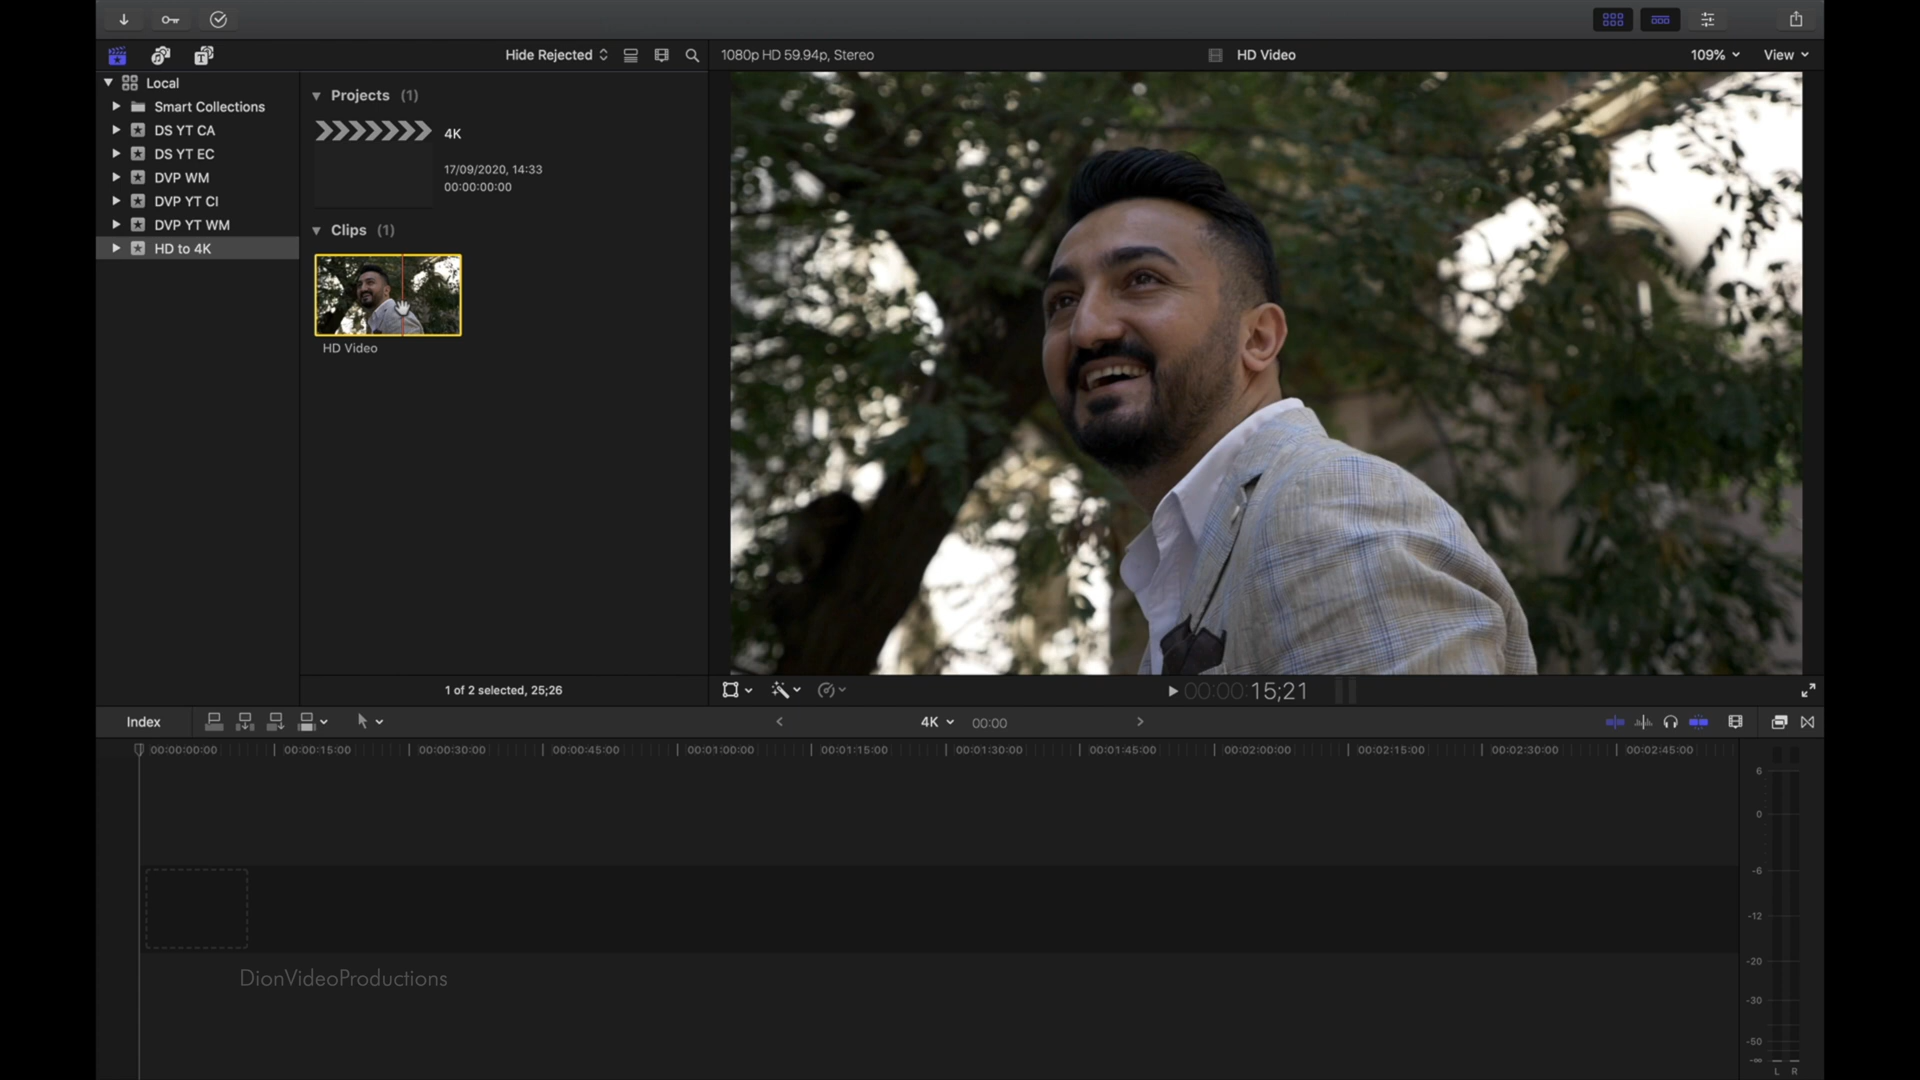 Hide Rejected
1080p HD 59.94p, Stereo
HD Video
109%
View
Local
Smart Collections
DS YT CA
DS YT EC
DVP WM
DVP YT CI
DVP YT WM
HD to 4K
Projects (1)
4K
17/09/2020, 14:33
00:00:00:00
Clips (1)
HD Video
1 of 2 selected, 25;26
00:00:15;21
Index
4K
00:00
00:00:00:00
00:00:15:00
00:00:30:00
00:00:45:00
00:01:00:00
00:01:15:00
00:01:30:00
00:01:45:00
00:02:00:00
00:02:15:00
00:02:30:00
00:02:45:00
6
0
-6
-12
-20
-30
-50
-∞
L R
DionVideoProductions